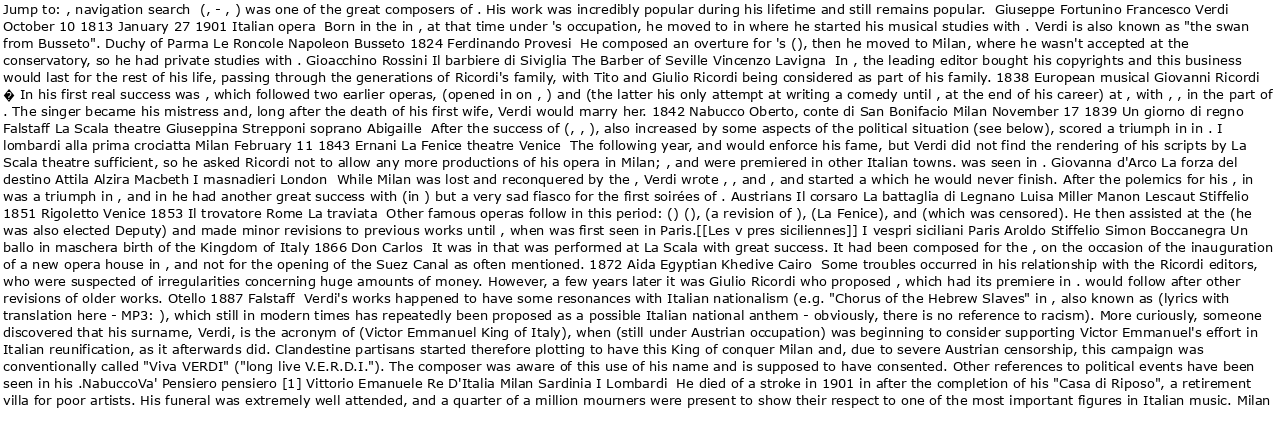 Jump to: , navigation search  (, - , ) was one of the great composers of . His work was incredibly popular during his lifetime and still remains popular.  Giuseppe Fortunino Francesco Verdi
October 10 1813 January 27 1901 Italian opera  Born in the in , at that time under 's occupation, he moved to in where he started his musical studies with . Verdi is also known as "the swan
from Busseto". Duchy of Parma Le Roncole Napoleon Busseto 1824 Ferdinando Provesi  He composed an overture for 's (), then he moved to Milan, where he wasn't accepted at the
conservatory, so he had private studies with . Gioacchino Rossini Il barbiere di Siviglia The Barber of Seville Vincenzo Lavigna  In , the leading editor bought his copyrights and this business
would last for the rest of his life, passing through the generations of Ricordi's family, with Tito and Giulio Ricordi being considered as part of his family. 1838 European musical Giovanni Ricordi
� In his first real success was , which followed two earlier operas, (opened in on , ) and (the latter his only attempt at writing a comedy until , at the end of his career) at , with , , in the part of
. The singer became his mistress and, long after the death of his first wife, Verdi would marry her. 1842 Nabucco Oberto, conte di San Bonifacio Milan November 17 1839 Un giorno di regno
Falstaff La Scala theatre Giuseppina Strepponi soprano Abigaille  After the success of (, , ), also increased by some aspects of the political situation (see below), scored a triumph in in . I
lombardi alla prima crociatta Milan February 11 1843 Ernani La Fenice theatre Venice  The following year, and would enforce his fame, but Verdi did not find the rendering of his scripts by La
Scala theatre sufficient, so he asked Ricordi not to allow any more productions of his opera in Milan; , and were premiered in other Italian towns. was seen in . Giovanna d'Arco La forza del
destino Attila Alzira Macbeth I masnadieri London  While Milan was lost and reconquered by the , Verdi wrote , , and , and started a which he would never finish. After the polemics for his , in
was a triumph in , and in he had another great success with (in ) but a very sad fiasco for the first soirées of . Austrians Il corsaro La battaglia di Legnano Luisa Miller Manon Lescaut Stiffelio
1851 Rigoletto Venice 1853 Il trovatore Rome La traviata  Other famous operas follow in this period: () (), (a revision of ), (La Fenice), and (which was censored). He then assisted at the (he
was also elected Deputy) and made minor revisions to previous works until , when was first seen in Paris.[[Les v pres siciliennes]] I vespri siciliani Paris Aroldo Stiffelio Simon Boccanegra Un
ballo in maschera birth of the Kingdom of Italy 1866 Don Carlos  It was in that was performed at La Scala with great success. It had been composed for the , on the occasion of the inauguration
of a new opera house in , and not for the opening of the Suez Canal as often mentioned. 1872 Aida Egyptian Khedive Cairo  Some troubles occurred in his relationship with the Ricordi editors,
who were suspected of irregularities concerning huge amounts of money. However, a few years later it was Giulio Ricordi who proposed , which had its premiere in . would follow after other
revisions of older works. Otello 1887 Falstaff  Verdi's works happened to have some resonances with Italian nationalism (e.g. "Chorus of the Hebrew Slaves" in , also known as (lyrics with
translation here - MP3: ), which still in modern times has repeatedly been proposed as a possible Italian national anthem - obviously, there is no reference to racism). More curiously, someone
discovered that his surname, Verdi, is the acronym of (Victor Emmanuel King of Italy), when (still under Austrian occupation) was beginning to consider supporting Victor Emmanuel's effort in
Italian reunification, as it afterwards did. Clandestine partisans started therefore plotting to have this King of conquer Milan and, due to severe Austrian censorship, this campaign was
conventionally called "Viva VERDI" ("long live V.E.R.D.I."). The composer was aware of this use of his name and is supposed to have consented. Other references to political events have been
seen in his .NabuccoVa' Pensiero pensiero [1] Vittorio Emanuele Re D'Italia Milan Sardinia I Lombardi  He died of a stroke in 1901 in after the completion of his "Casa di Riposo", a retirement
villa for poor artists. His funeral was extremely well attended, and a quarter of a million mourners were present to show their respect to one of the most important figures in Italian music. Milan